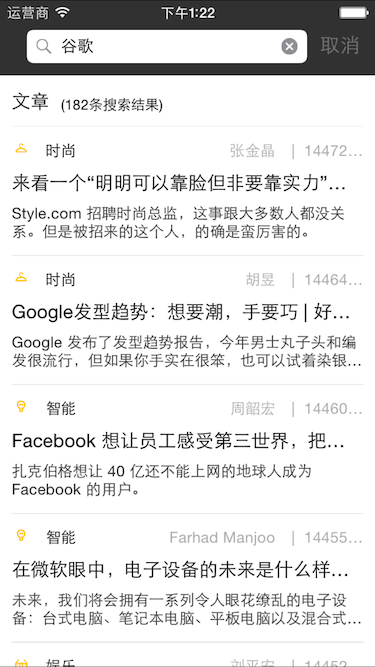 运营商 下午1:22
谷歌 取消
文章 (182条搜索结果)
时尚 张金晶 | 14472...
来看一个“明明可以靠脸但非要靠实力”...
Style.com 招聘时尚总监，这事跟大多数人都没关
系。但是被招来的这个人，的确是蛮厉害的。
时尚 胡昱 | 14464...
Google发型趋势：想要潮，手要巧 | 好...
Google 发布了发型趋势报告，今年男士丸子头和编
发很流行，但如果你手实在很笨，也可以试着染银...
智能 周韶宏 | 14460...
Facebook 想让员工感受第三世界，把...
扎克伯格想让 40 亿还不能上网的地球人成为
Facebook 的用户。
智能 Farhad Manjoo | 14455...
在微软眼中，电子设备的未来是什么样...
未来，我们将会拥有一系列令人眼花缭乱的电子设
备：台式电脑、笔记本电脑、平板电脑以及混合式...
娱乐 刘平安 | 14452...